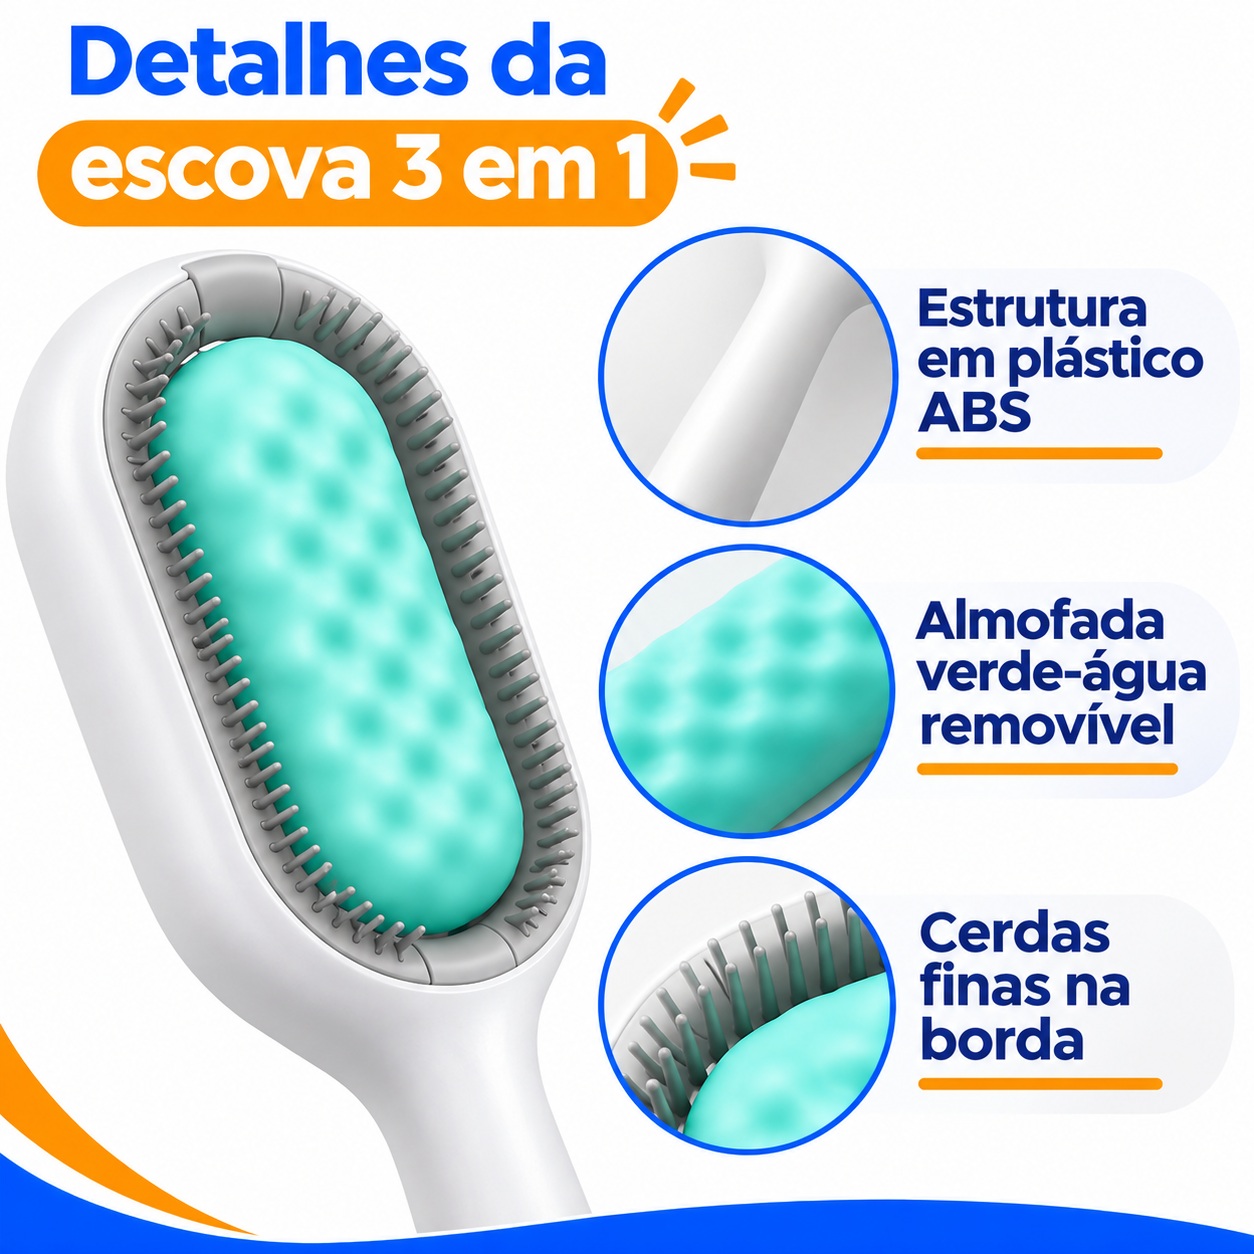 Detalhes da
escova 3 em 1
Estrutura
em plástico
ABS
Almofada
verde-água
removível
Cerdas
finas na
borda